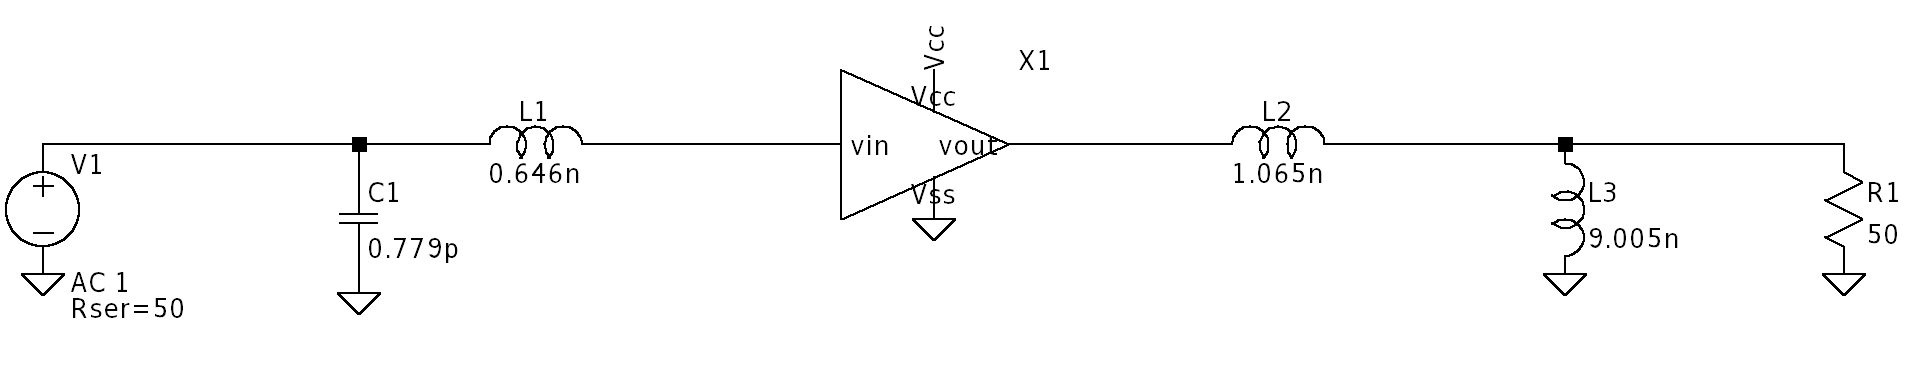 V1
AC 1
Rser=50
C1
0.779p
L1
0.646n
vin
Vcc
Vcc
vout
Vss
X1
L2
1.065n
L3
9.005n
R1
50